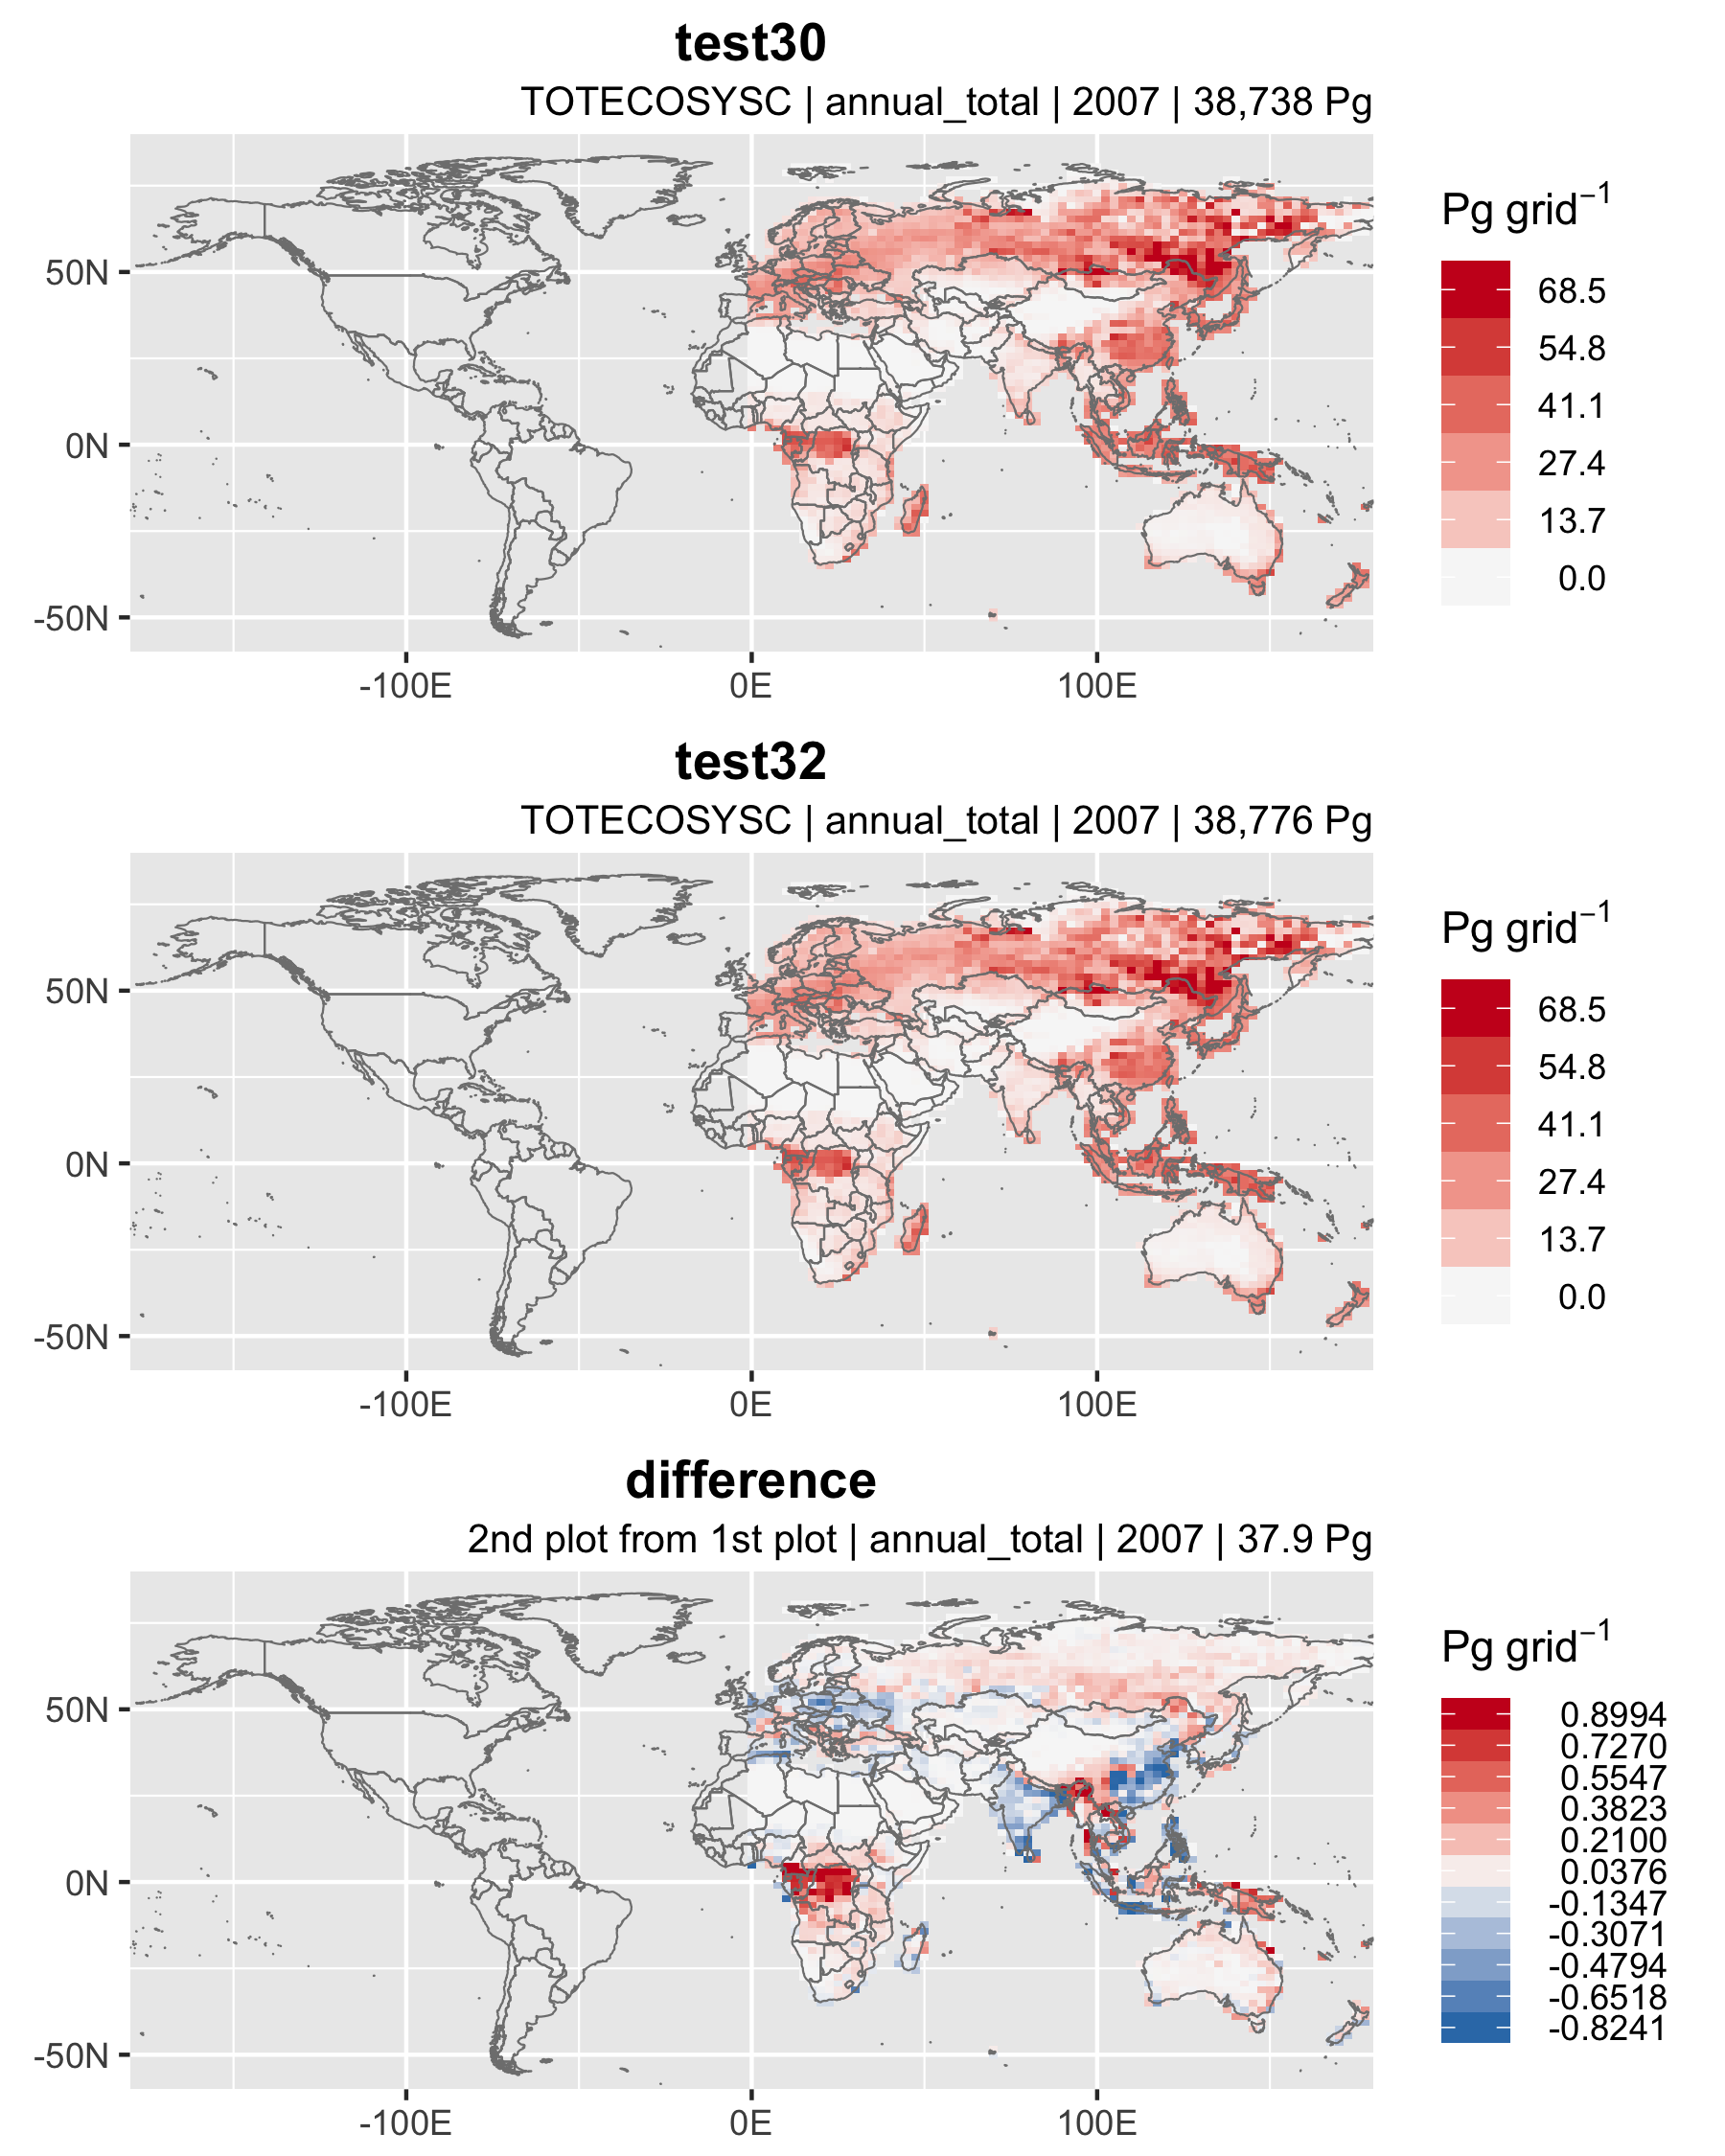 test30
TOTECOSYSC | annual_total | 2007 | 38,738 Pg
Pg grid⁻¹
68.5
54.8
41.1
27.4
13.7
0.0
50N
0N
-50N
-100E 0E 100E
test32
TOTECOSYSC | annual_total | 2007 | 38,776 Pg
Pg grid⁻¹
68.5
54.8
41.1
27.4
13.7
0.0
50N
0N
-50N
-100E 0E 100E
difference
2nd plot from 1st plot | annual_total | 2007 | 37.9 Pg
Pg grid⁻¹
0.8994
0.7270
0.5547
0.3823
0.2100
0.0376
-0.1347
-0.3071
-0.4794
-0.6518
-0.8241
50N
0N
-50N
-100E 0E 100E